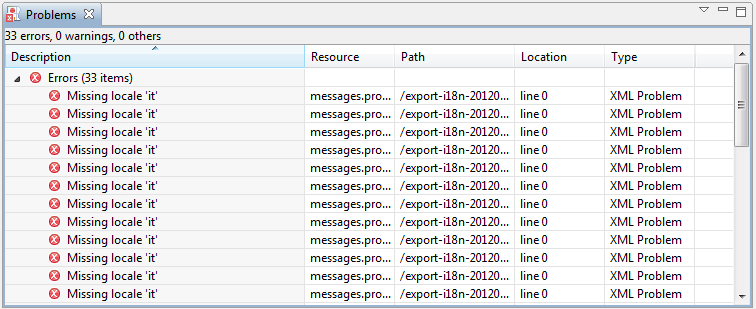 Problems
33 errors, 0 warnings, 0 others
Description Resource Path Location Type
Errors (33 items)
Missing locale 'it' messages.pro... /export-i18n-20120... line 0 XML Problem
Missing locale 'it' messages.pro... /export-i18n-20120... line 0 XML Problem
Missing locale 'it' messages.pro... /export-i18n-20120... line 0 XML Problem
Missing locale 'it' messages.pro... /export-i18n-20120... line 0 XML Problem
Missing locale 'it' messages.pro... /export-i18n-20120... line 0 XML Problem
Missing locale 'it' messages.pro... /export-i18n-20120... line 0 XML Problem
Missing locale 'it' messages.pro... /export-i18n-20120... line 0 XML Problem
Missing locale 'it' messages.pro... /export-i18n-20120... line 0 XML Problem
Missing locale 'it' messages.pro... /export-i18n-20120... line 0 XML Problem
Missing locale 'it' messages.pro... /export-i18n-20120... line 0 XML Problem
Missing locale 'it' messages.pro... /export-i18n-20120... line 0 XML Problem
Missing locale 'it' messages.pro... /export-i18n-20120... line 0 XML Problem